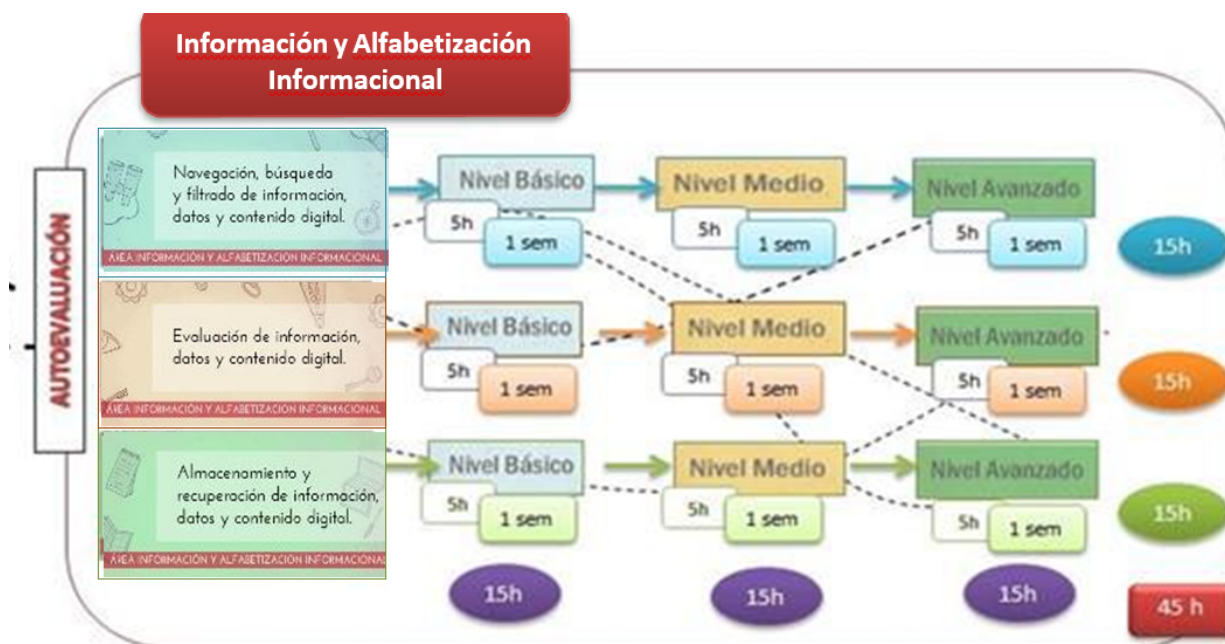 Información y Alfabetización
Informacional
AUTOEVALUACIÓN
Navegación, búsqueda
y filtrado de información,
datos y contenido digital.
ÁREA INFORMACIÓN Y ALFABETIZACIÓN INFORMACIONAL
Nivel Básico
5h
1 sem
Nivel Medio
5h
1 sem
Nivel Avanzado
5h
1 sem
15h
Evaluación de información,
datos y contenido digital.
ÁREA INFORMACIÓN Y ALFABETIZACIÓN INFORMACIONAL
Nivel Básico
5h
1 sem
Nivel Medio
5h
1 sem
Nivel Avanzado
5h
1 sem
15h
Almacenamiento y
recuperación de información,
datos y contenido digital.
ÁREA INFORMACIÓN Y ALFABETIZACIÓN INFORMACIONAL
Nivel Básico
5h
1 sem
Nivel Medio
5h
1 sem
Nivel Avanzado
5h
1 sem
15h
15h
15h
15h
45 h